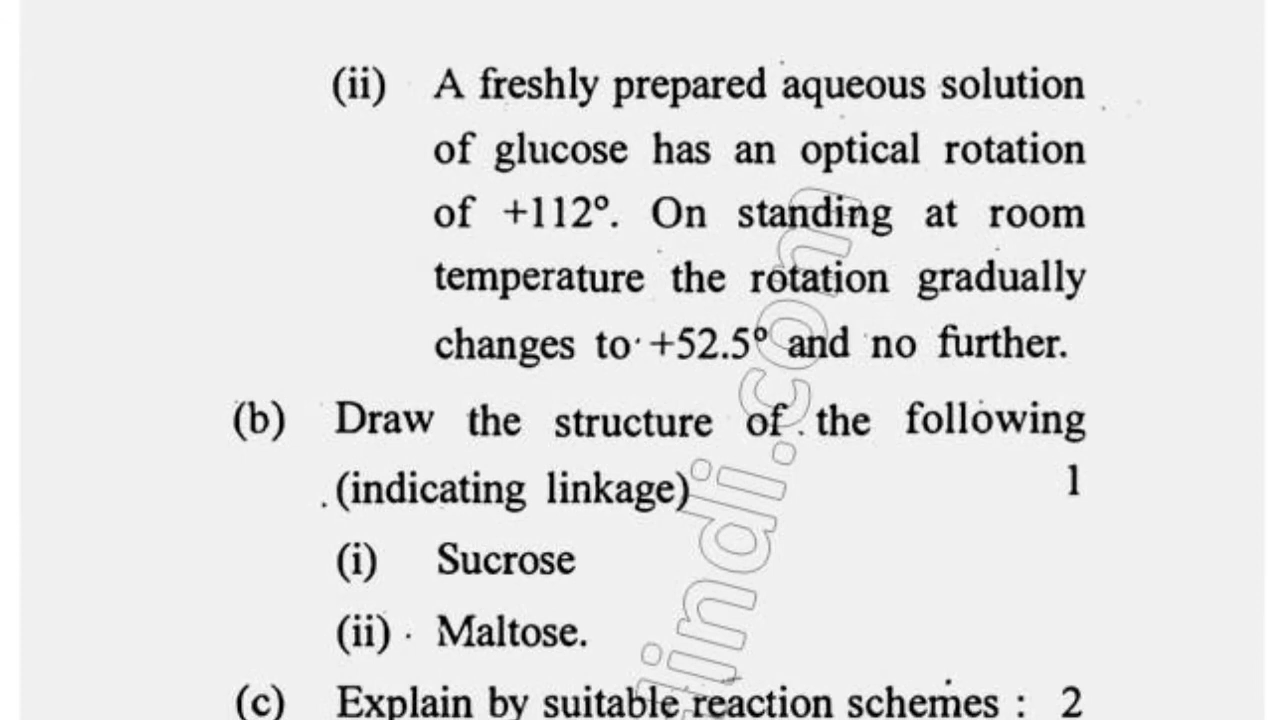 (ii) A freshly prepared aqueous solution
of glucose has an optical rotation
of +112°. On standing at room
temperature the rotation gradually
changes to +52.5° and no further.
(b) Draw the structure of the following
(indicating linkage) 1
(i) Sucrose
(ii) Maltose.
(c) Explain by suitable reaction schemes : 2
lindi.com